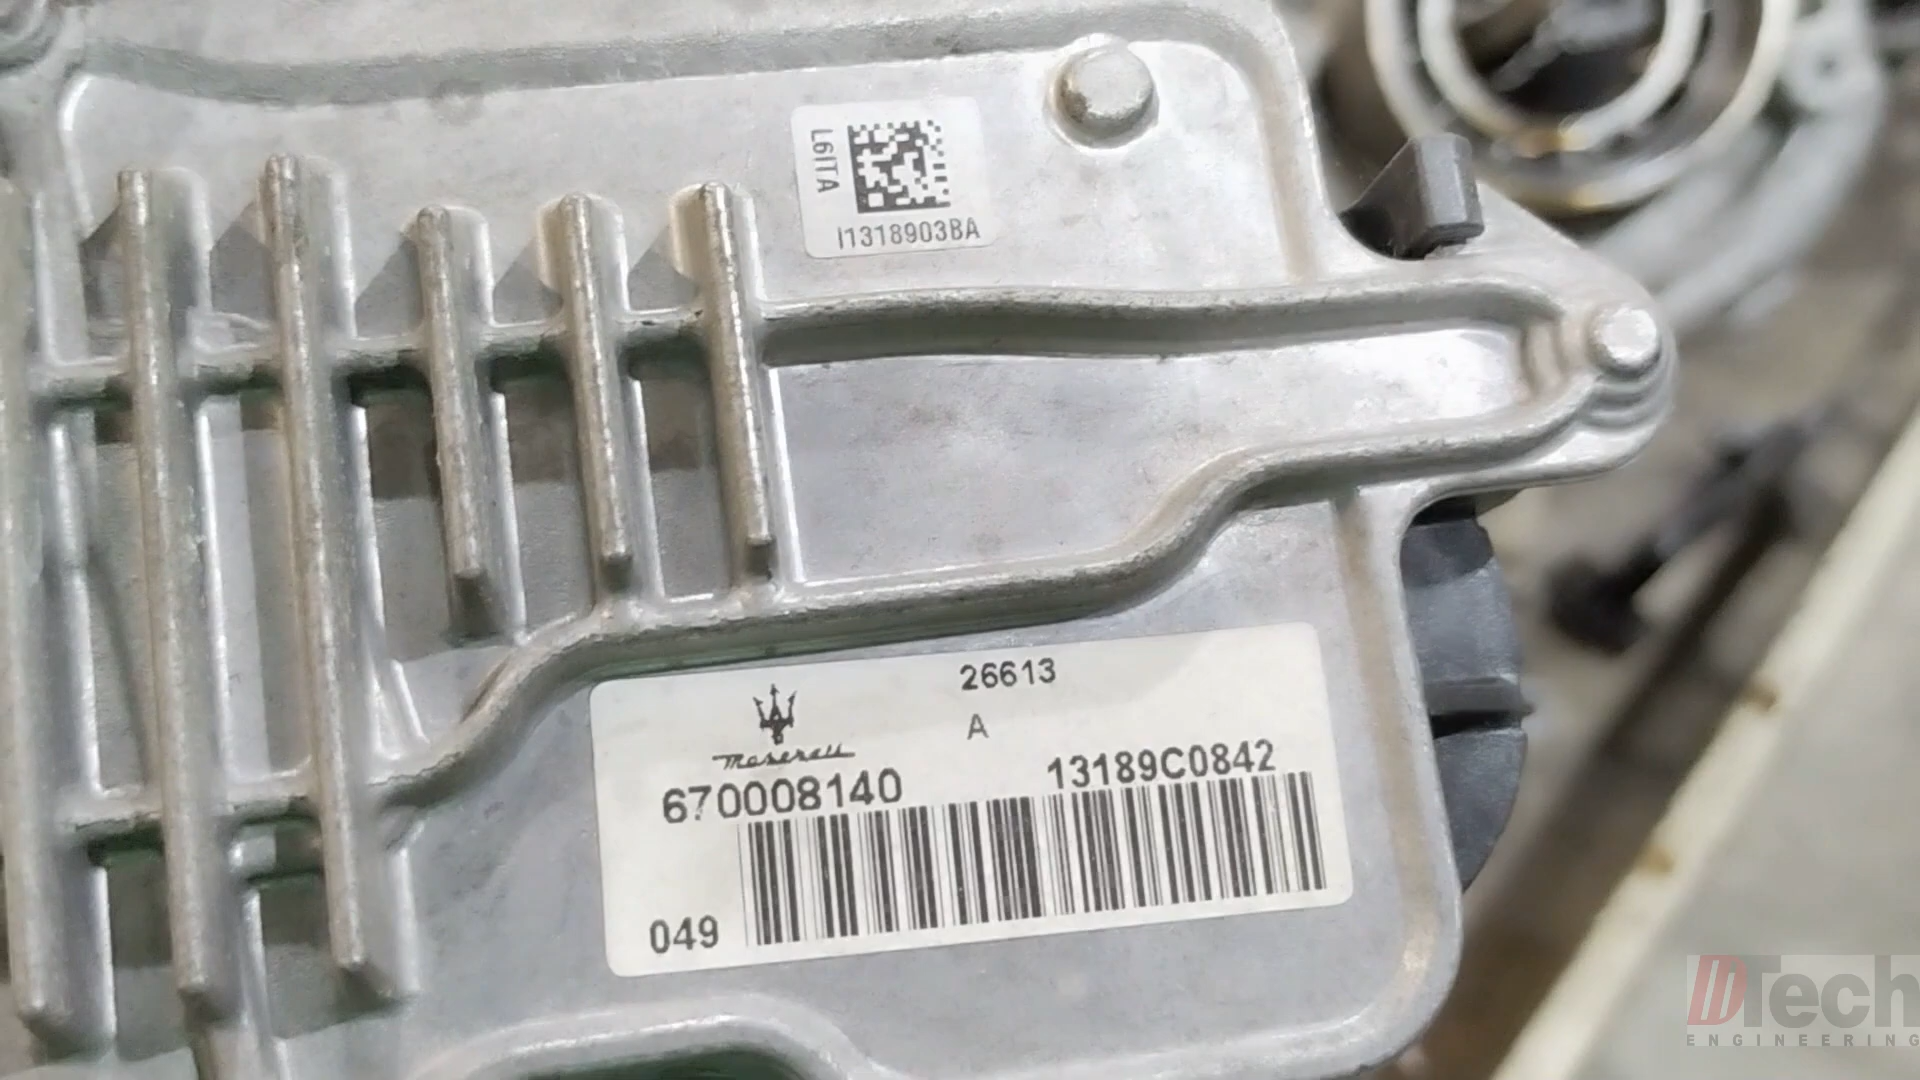 L6ITA
I1318903BA
26613
A
Maserati
670008140
13189C0842
049
DTech
ENGINEERING